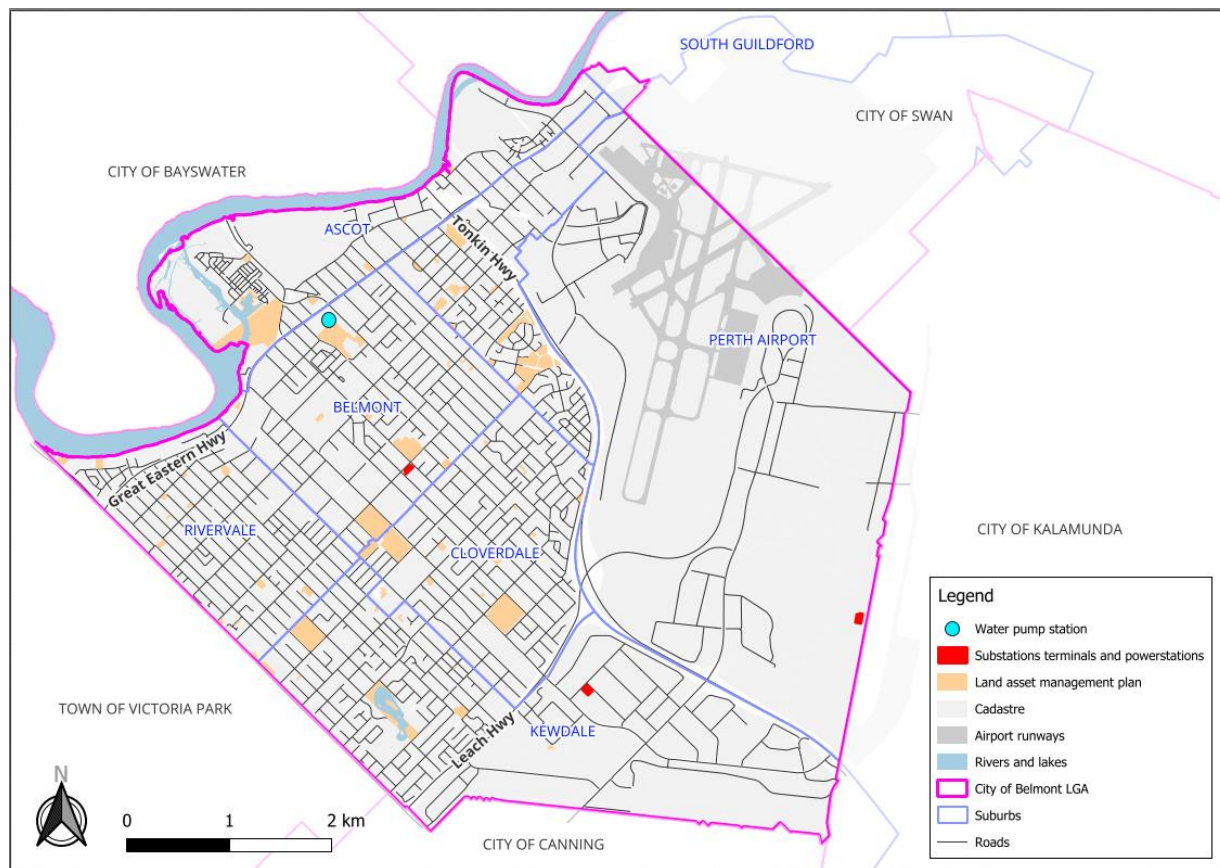 SOUTH GUILDFORD
CITY OF SWAN
CITY OF BAYSWATER
ASCOT
Tonkin Hwy
PERTH AIRPORT
BELMONT
Great Eastern Hwy
RIVERVALE
CLOVERDALE
CITY OF KALAMUNDA
TOWN OF VICTORIA PARK
KEWDALE
Leach Hwy
CITY OF CANNING
N
0 1 2 km
Legend
Water pump station
Substations terminals and powerstations
Land asset management plan
Cadastre
Airport runways
Rivers and lakes
City of Belmont LGA
Suburbs
Roads